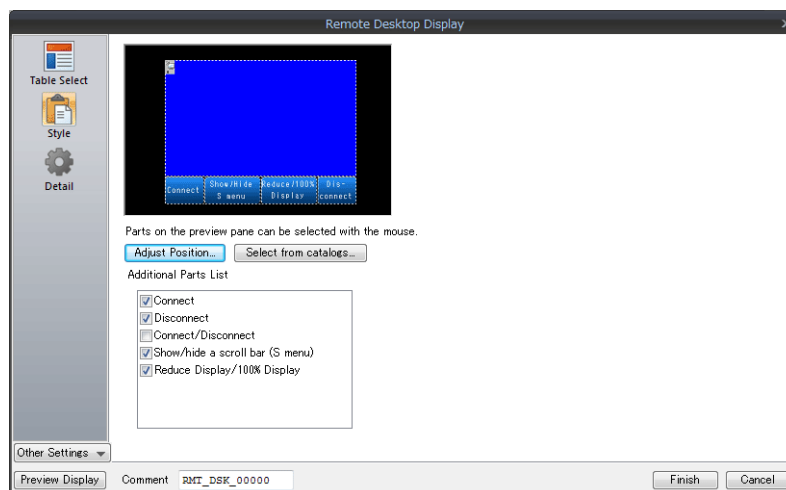 Remote Desktop Display
Table Select
Style
Detail
Connect
Show/Hide
S menu
Reduce/100%
Display
Dis-
connect
Parts on the preview pane can be selected with the mouse.
Adjust Position...
Select from catalogs...
Additional Parts List
Connect
Disconnect
Connect/Disconnect
Show/hide a scroll bar (S menu)
Reduce Display/100% Display
Other Settings
Preview Display
Comment
RMT_DSK_00000
Finish
Cancel